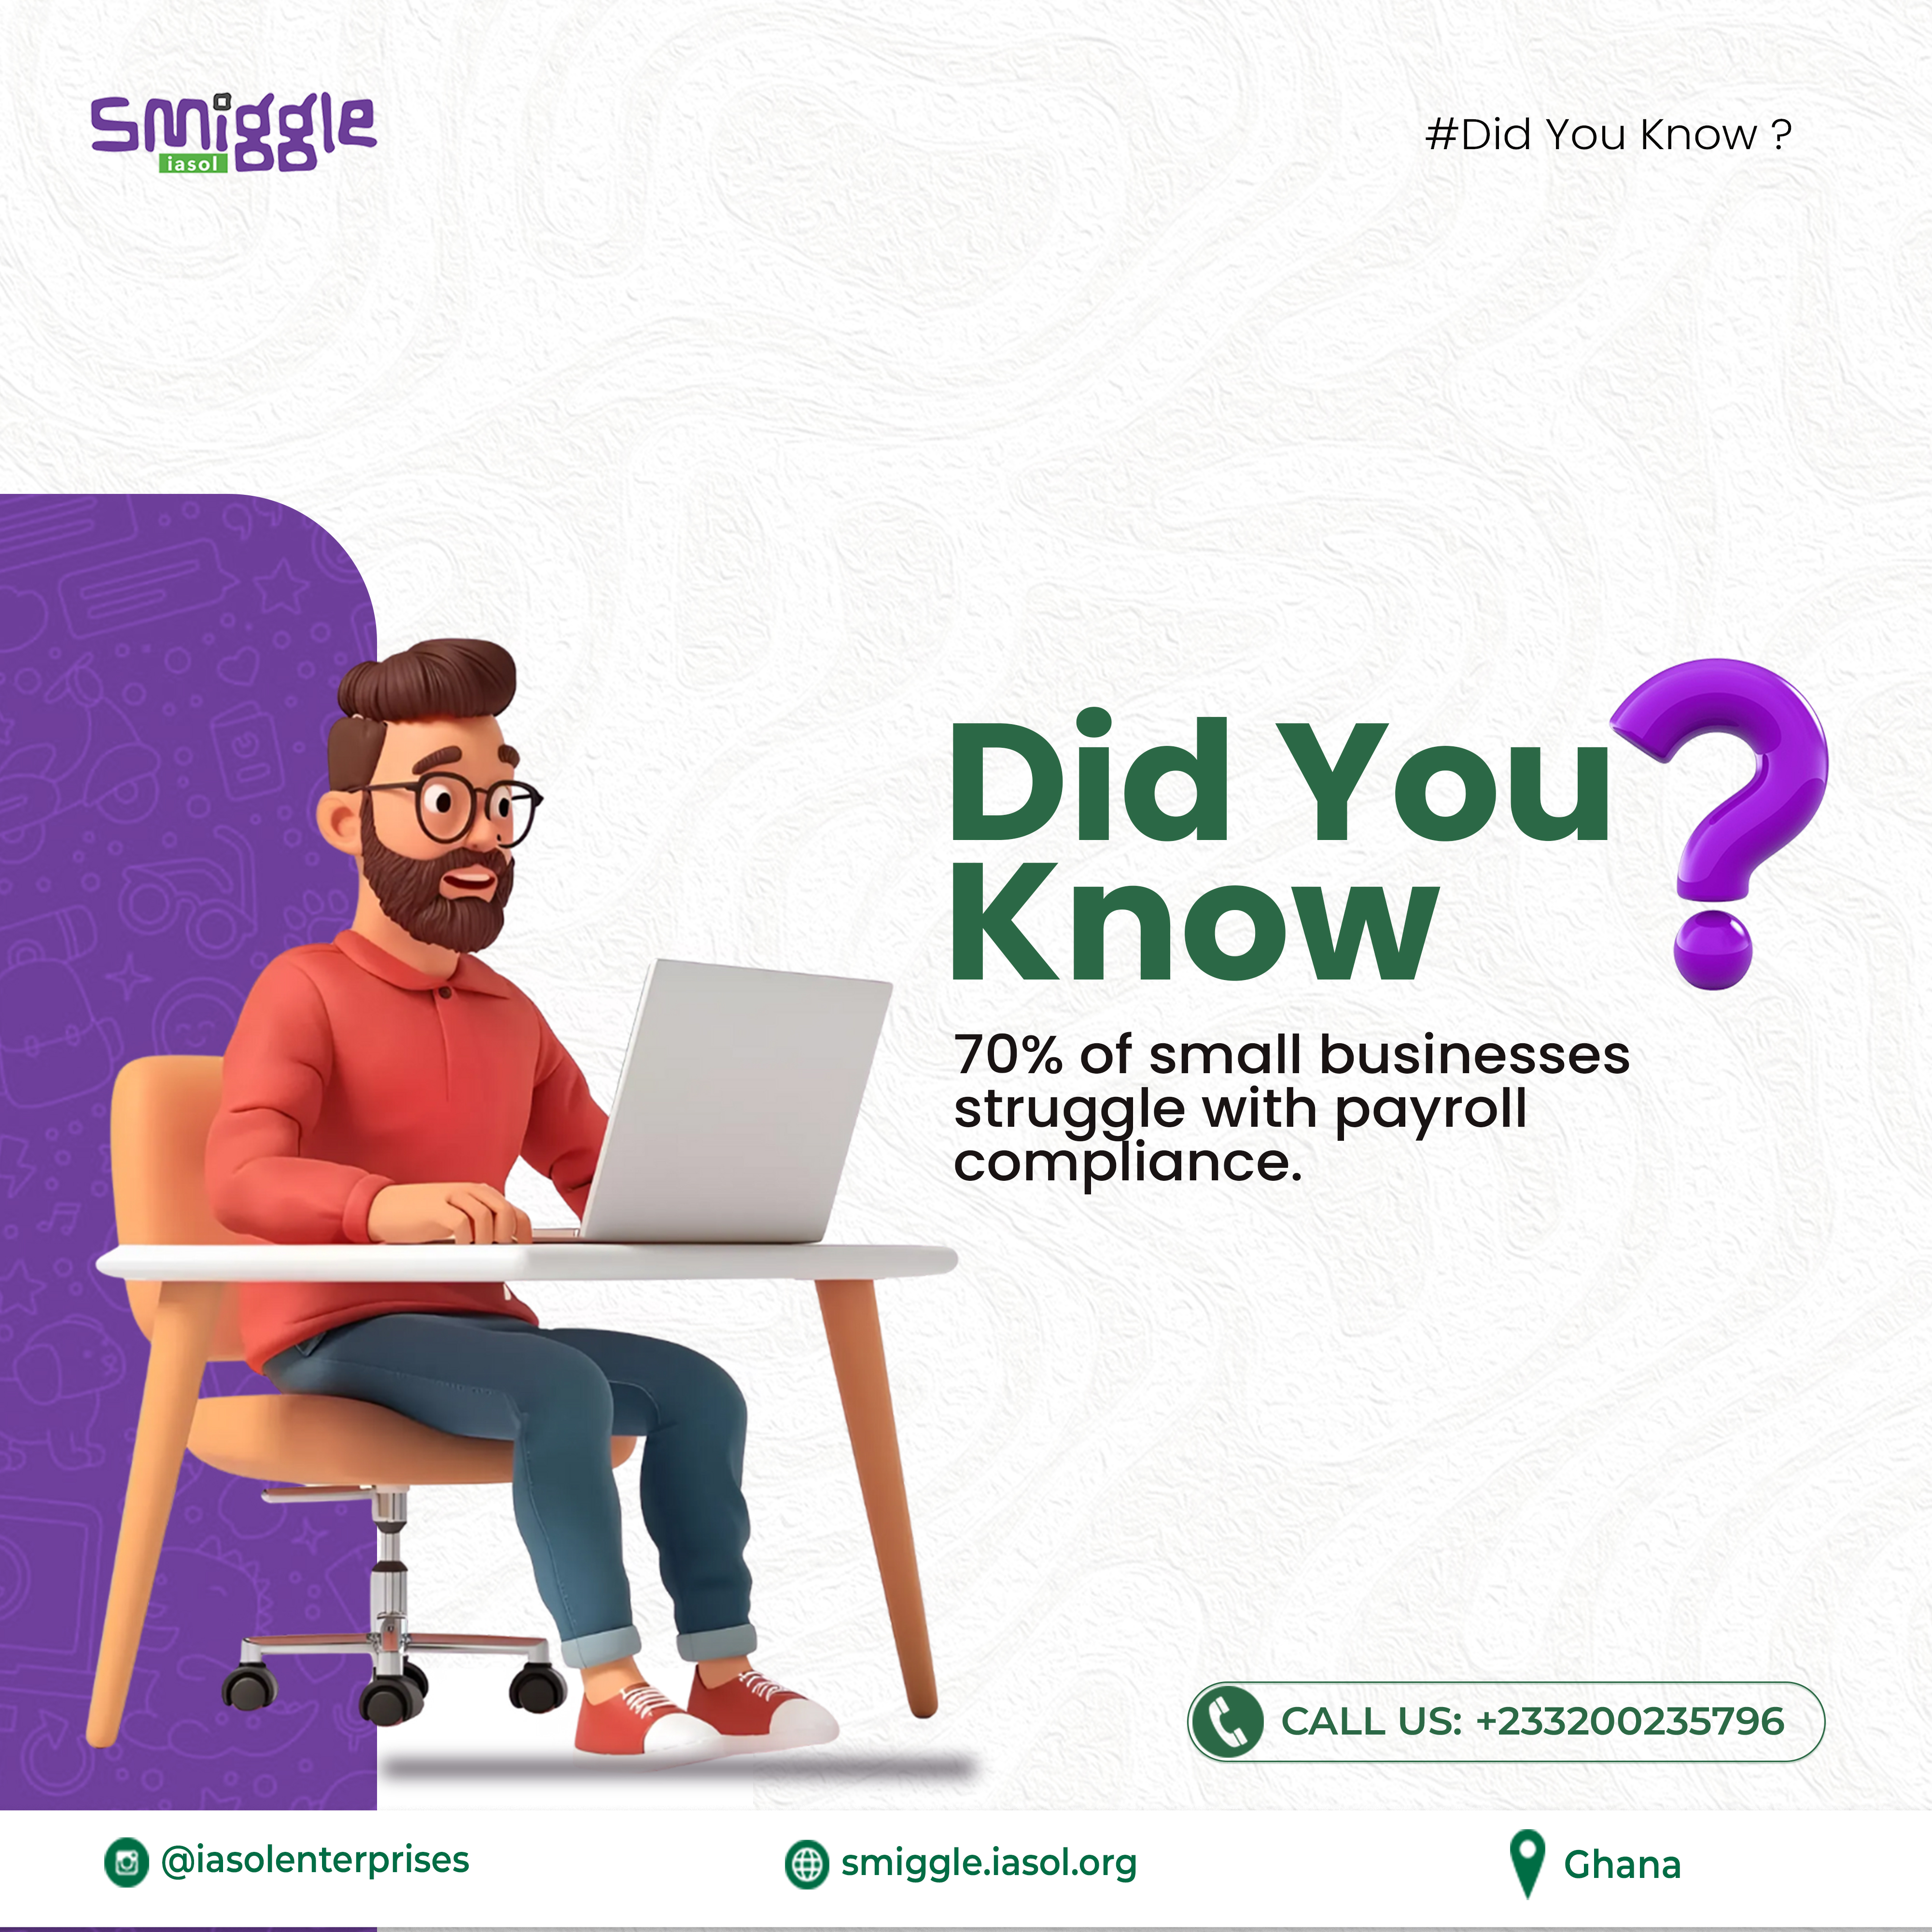 smiggle
iasol
#Did You Know ?
Did You
Know
70% of small businesses
struggle with payroll
compliance.
CALL US: +233200235796
@iasolenterprises
smiggle.iasol.org
Ghana